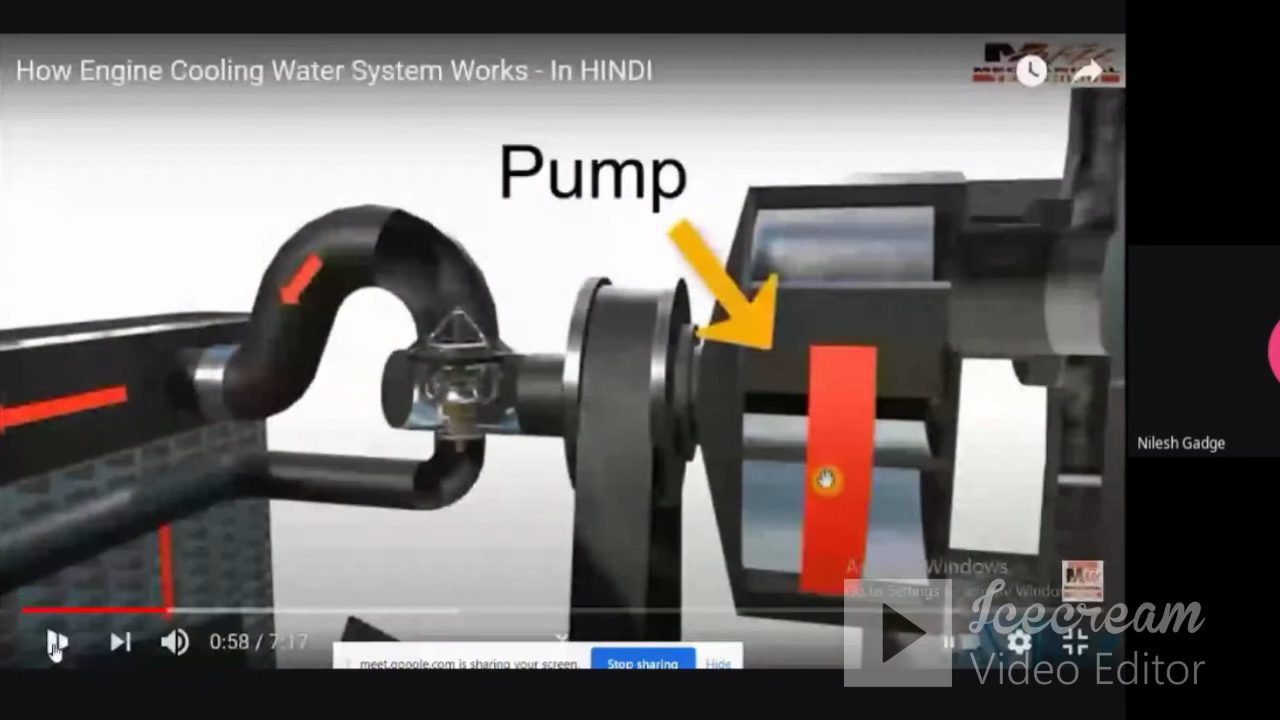 How Engine Cooling Water System Works - In HINDI
Pump
Nilesh Gadge
Windows
Icecream
Video Editor
0:58 / 7:17
meet.google.com is sharing your screen.
Stop sharing
Hide